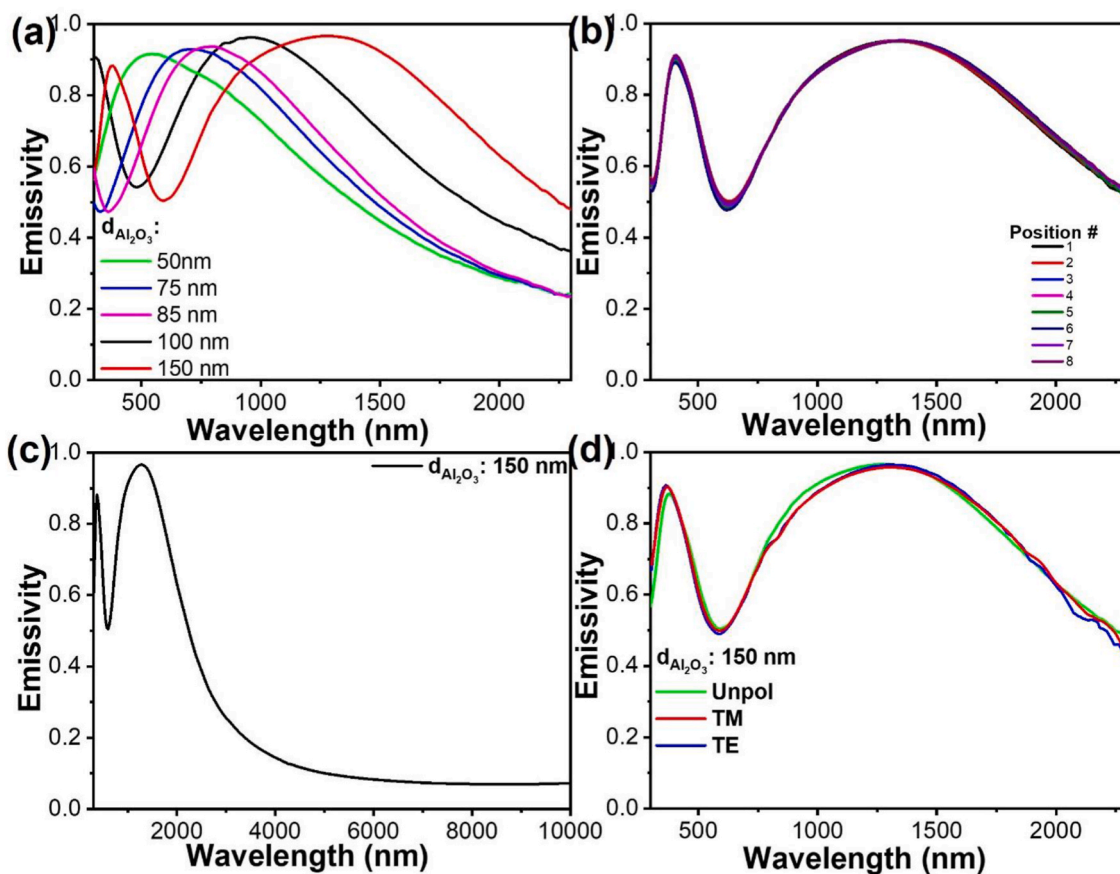 (a)
1.0
0.8
0.6
0.4
0.2
0.0
Emissivity
dAl₂O₃:
50nm
75 nm
85 nm
100 nm
150 nm
500 1000 1500 2000
Wavelength (nm)
(b)
1.0
0.8
0.6
0.4
0.2
0.0
Emissivity
Position #
1
2
3
4
5
6
7
8
500 1000 1500 2000
Wavelength (nm)
(c)
1.0
0.8
0.6
0.4
0.2
0.0
Emissivity
dAl₂O₃: 150 nm
2000 4000 6000 8000 10000
Wavelength (nm)
(d)
1.0
0.8
0.6
0.4
0.2
0.0
Emissivity
dAl₂O₃: 150 nm
Unpol
TM
TE
500 1000 1500 2000
Wavelength (nm)